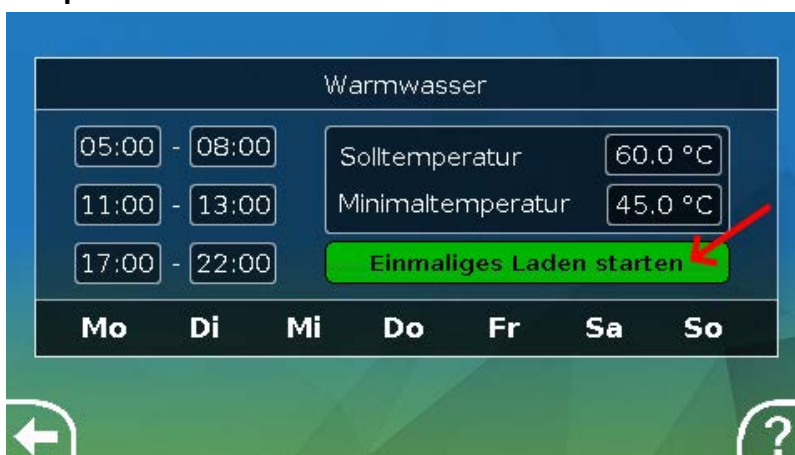 Warmwasser
05:00 - 08:00
Solltemperatur 60.0 °C
11:00 - 13:00
Minimaltemperatur 45.0 °C
17:00 - 22:00
Einmaliges Laden starten
Mo Di Mi Do Fr Sa So
?